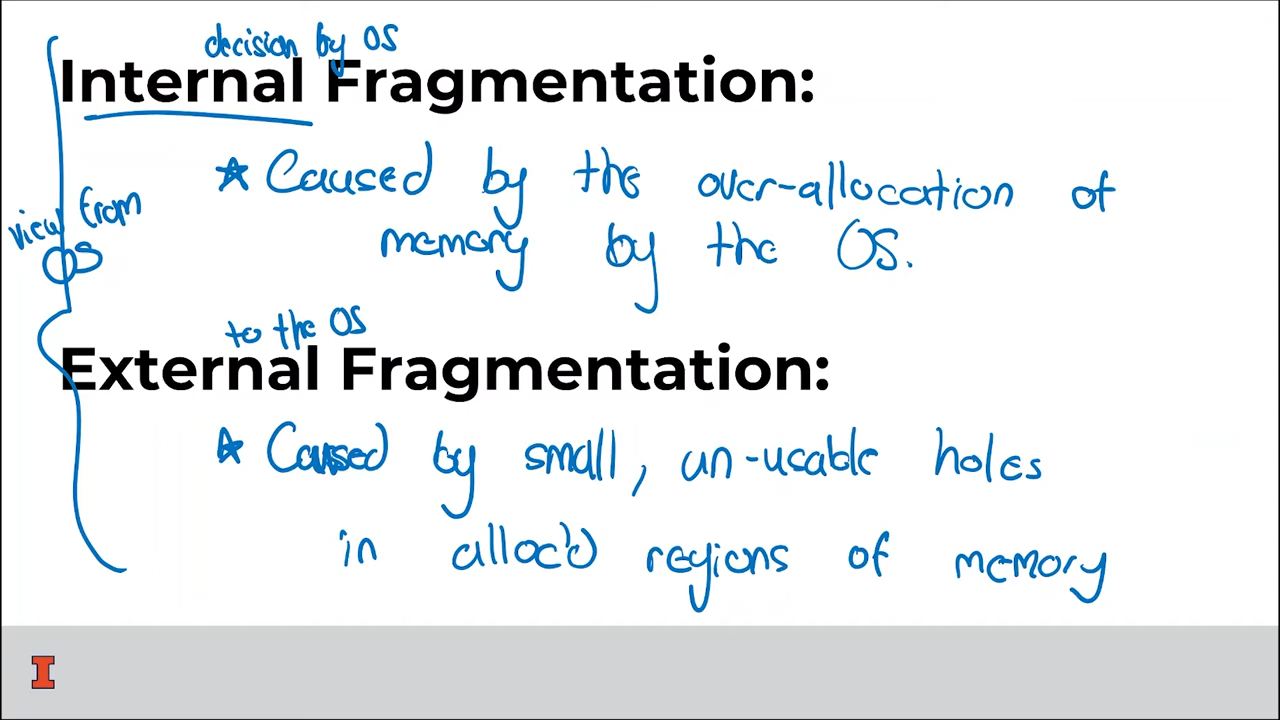 decision by OS
Internal Fragmentation:
★ Caused by the over-allocation of
memory by the OS.
view from
OS
to the OS
External Fragmentation:
★ Caused by small, un-usable holes
in alloc'd regions of memory
I